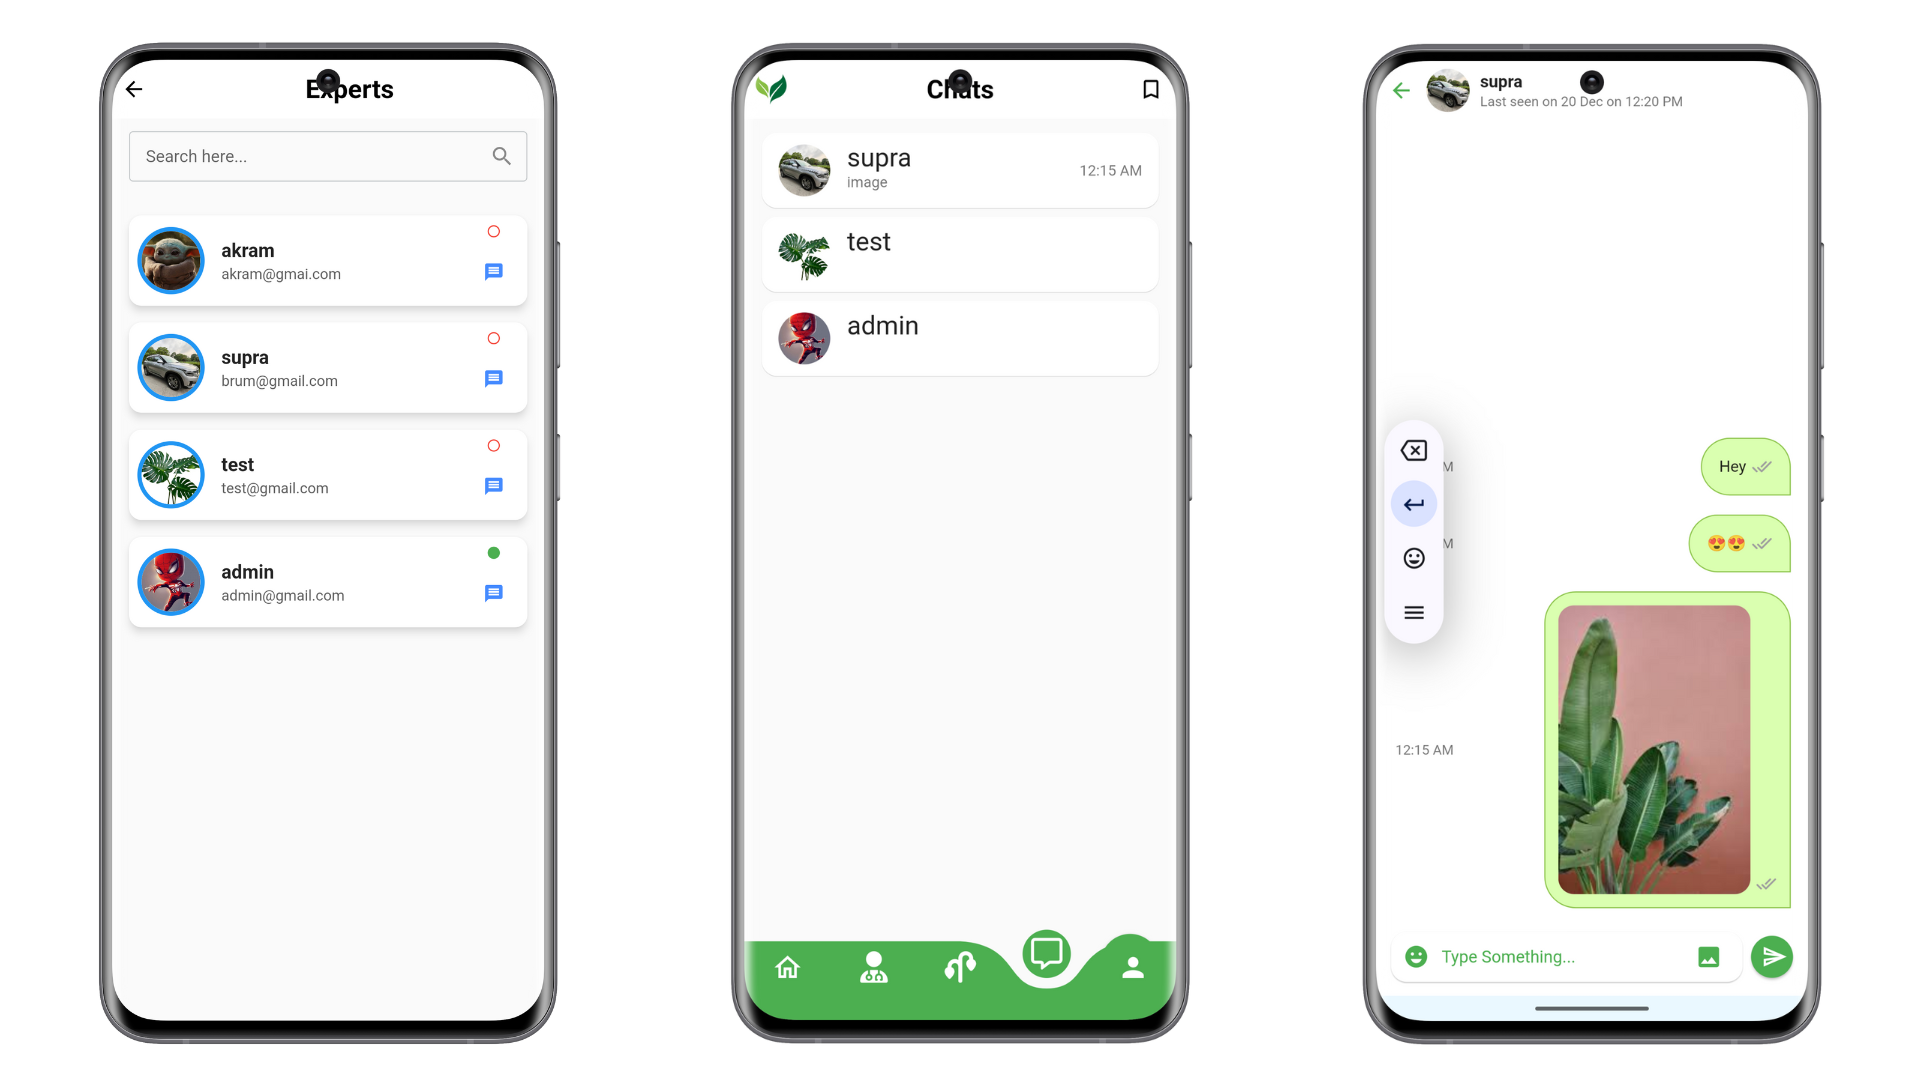 Experts
Search here...
akram
akram@gmai.com
supra
brum@gmail.com
test
test@gmail.com
admin
admin@gmail.com
Chats
supra
image
12:15 AM
test
admin
supra
Last seen on 20 Dec on 12:20 PM
M
Hey
M
12:15 AM
Type Something...